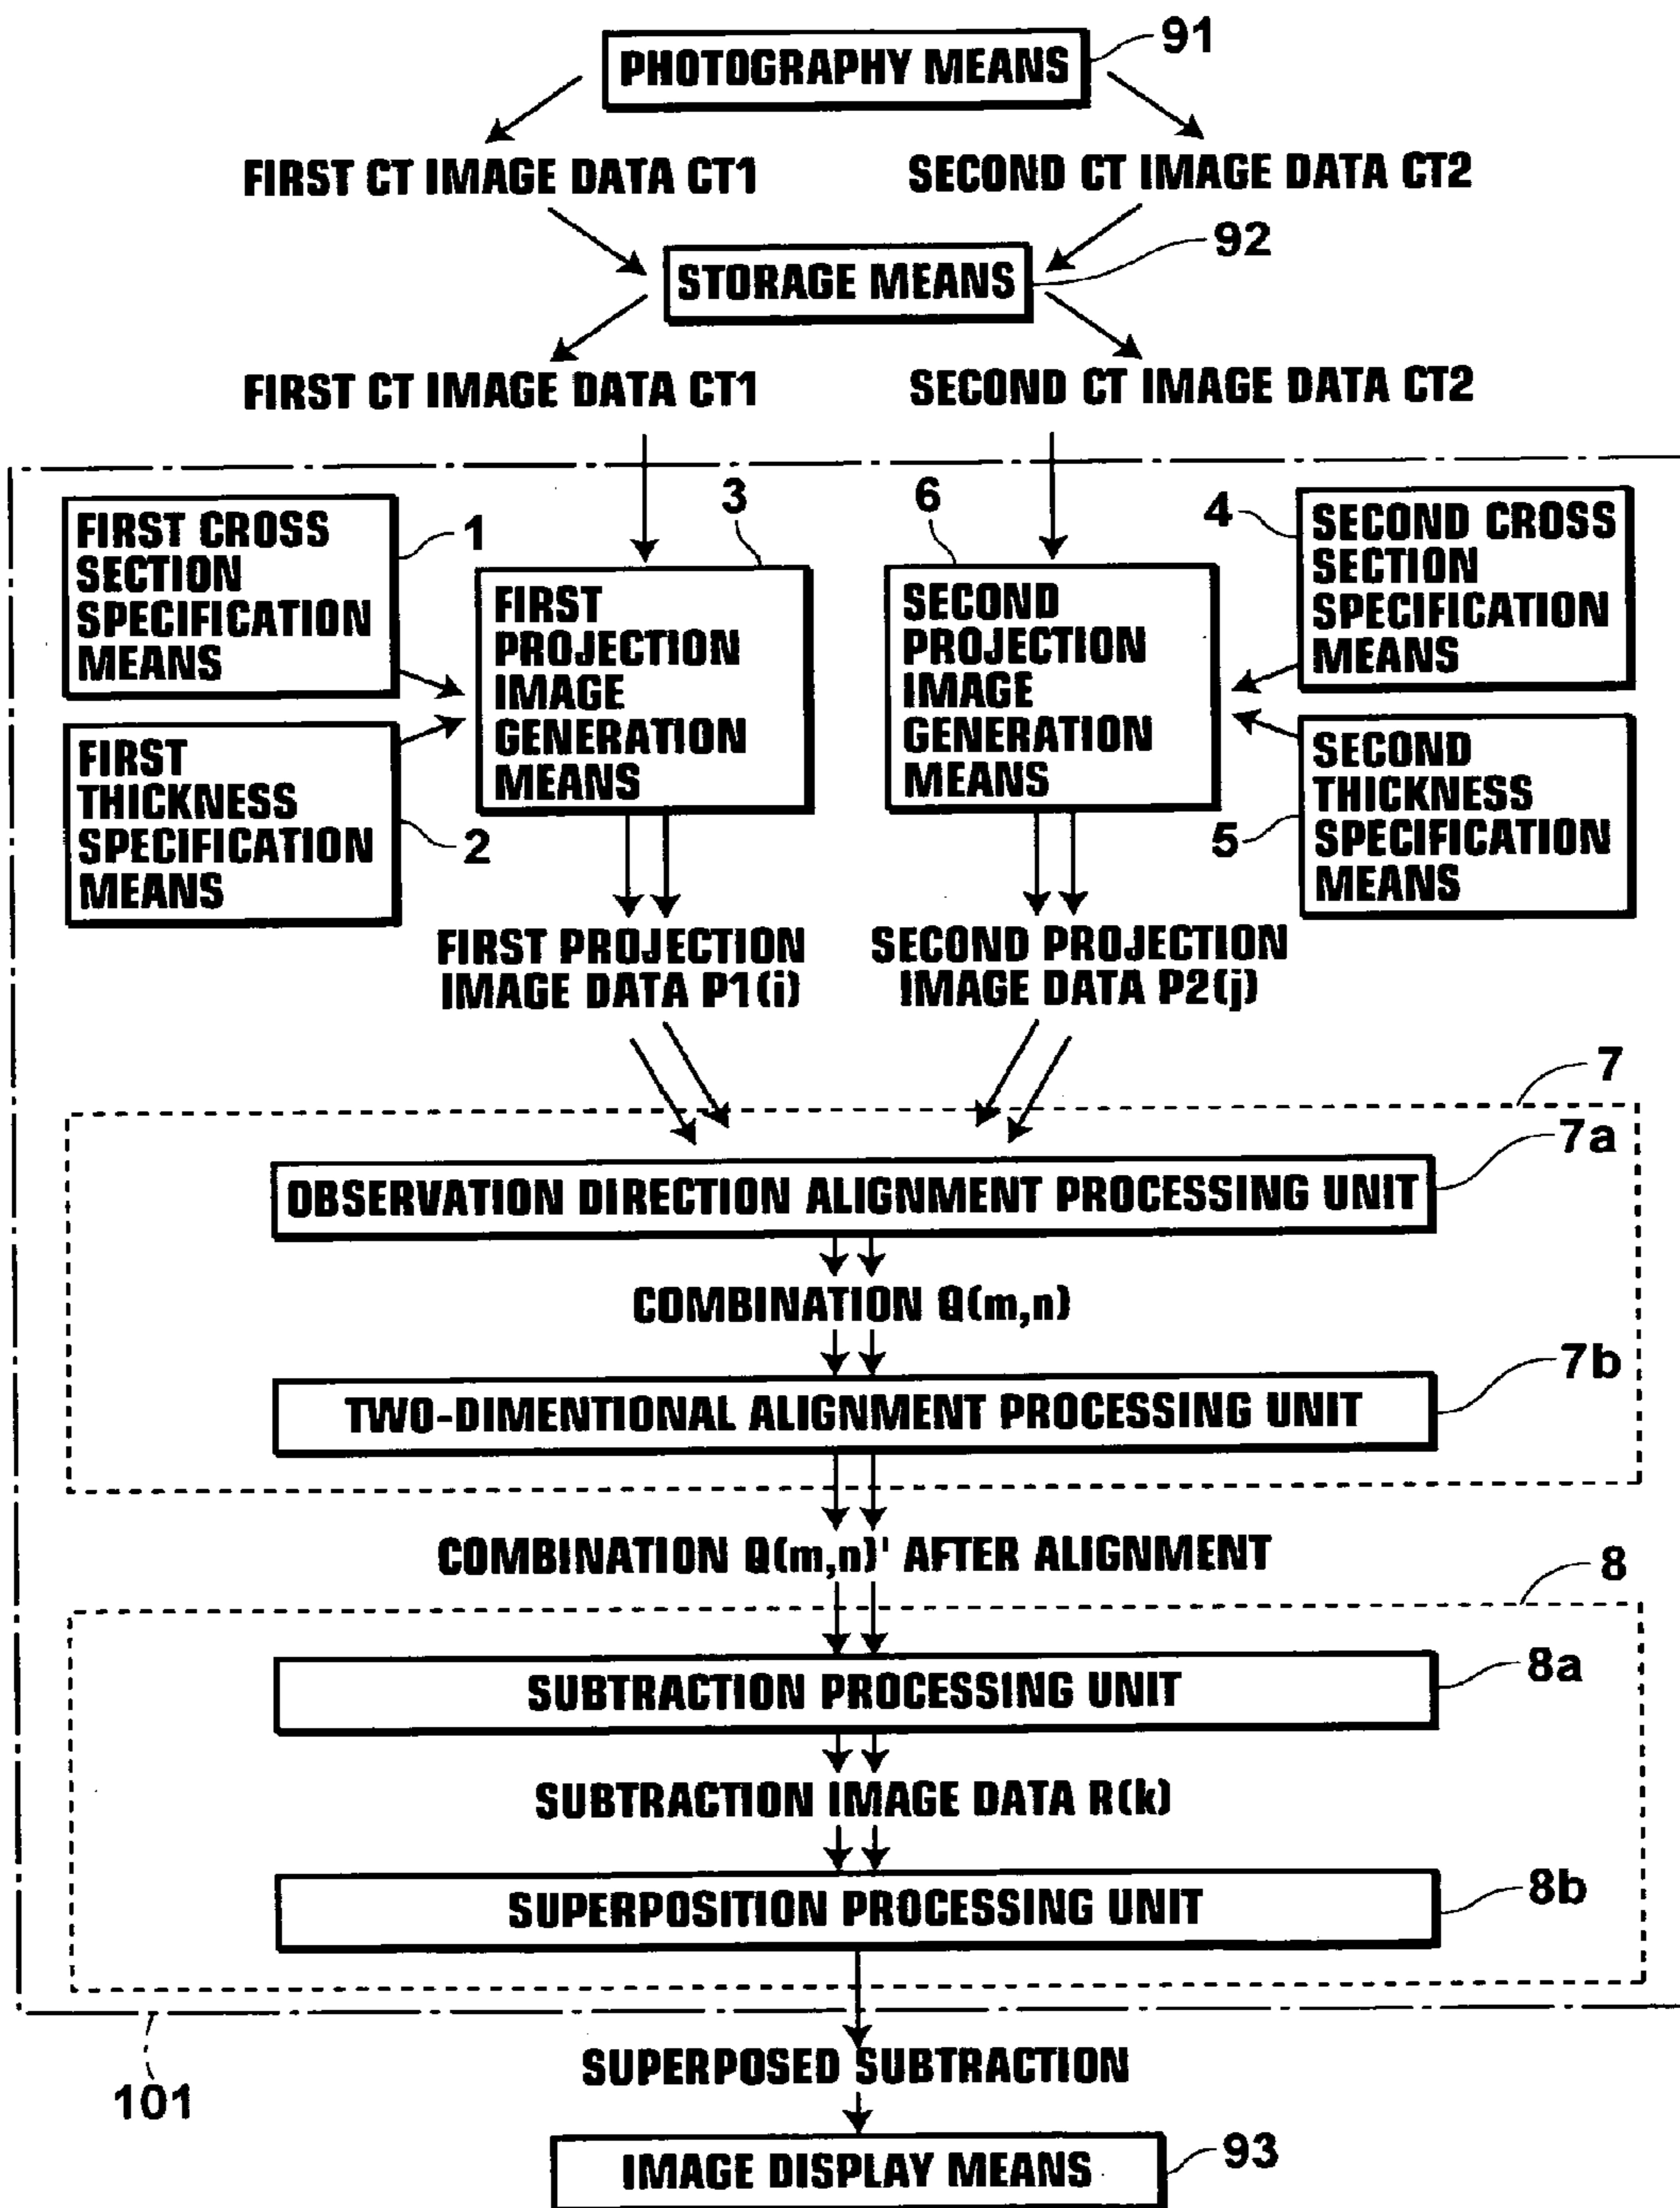 91
PHOTOGRAPHY MEANS
FIRST CT IMAGE DATA CT1
SECOND CT IMAGE DATA CT2
92
STORAGE MEANS
FIRST CT IMAGE DATA CT1
SECOND CT IMAGE DATA CT2
FIRST CROSS
SECTION
SPECIFICATION
MEANS
1
3
FIRST
PROJECTION
IMAGE
GENERATION
MEANS
6
SECOND
PROJECTION
IMAGE
GENERATION
MEANS
4
SECOND CROSS
SECTION
SPECIFICATION
MEANS
FIRST
THICKNESS
SPECIFICATION
MEANS
2
5
SECOND
THICKNESS
SPECIFICATION
MEANS
FIRST PROJECTION
IMAGE DATA P1(i)
SECOND PROJECTION
IMAGE DATA P2(j)
7
7a
OBSERVATION DIRECTION ALIGNMENT PROCESSING UNIT
COMBINATION Q(m,n)
7b
TWO-DIMENTIONAL ALIGNMENT PROCESSING UNIT
COMBINATION Q(m,n)' AFTER ALIGNMENT
8
8a
SUBTRACTION PROCESSING UNIT
SUBTRACTION IMAGE DATA R(k)
8b
SUPERPOSITION PROCESSING UNIT
101
SUPERPOSED SUBTRACTION
93
IMAGE DISPLAY MEANS